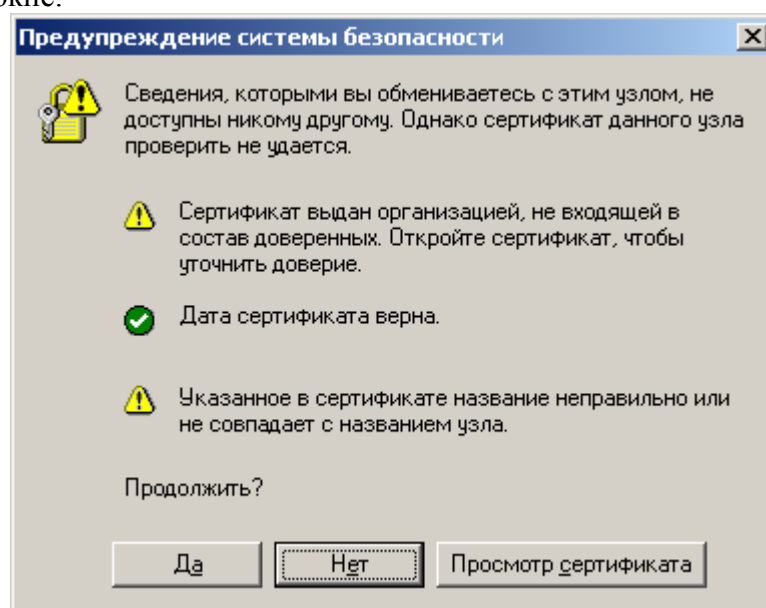 окне.
Предупреждение системы безопасности
Сведения, которыми вы обмениваетесь с этим узлом, не
доступны никому другому. Однако сертификат данного узла
проверить не удается.
Сертификат выдан организацией, не входящей в
состав доверенных. Откройте сертификат, чтобы
уточнить доверие.
Дата сертификата верна.
Указанное в сертификате название неправильно или
не совпадает с названием узла.
Продолжить?
Да Нет Просмотр сертификата